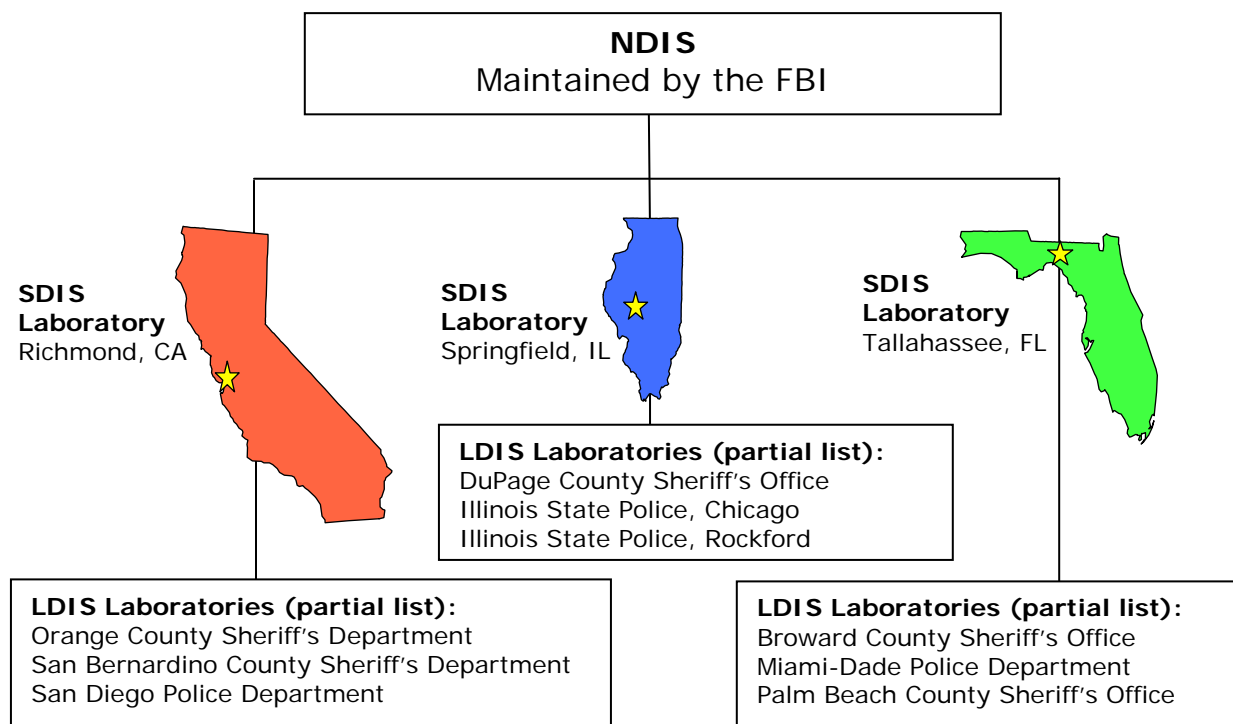 NDIS
Maintained by the FBI
SDIS
Laboratory
Richmond, CA
SDIS
Laboratory
Springfield, IL
SDIS
Laboratory
Tallahassee, FL
LDIS Laboratories (partial list):
DuPage County Sheriff's Office
Illinois State Police, Chicago
Illinois State Police, Rockford
LDIS Laboratories (partial list):
Orange County Sheriff's Department
San Bernardino County Sheriff's Department
San Diego Police Department
LDIS Laboratories (partial list):
Broward County Sheriff's Office
Miami-Dade Police Department
Palm Beach County Sheriff's Office